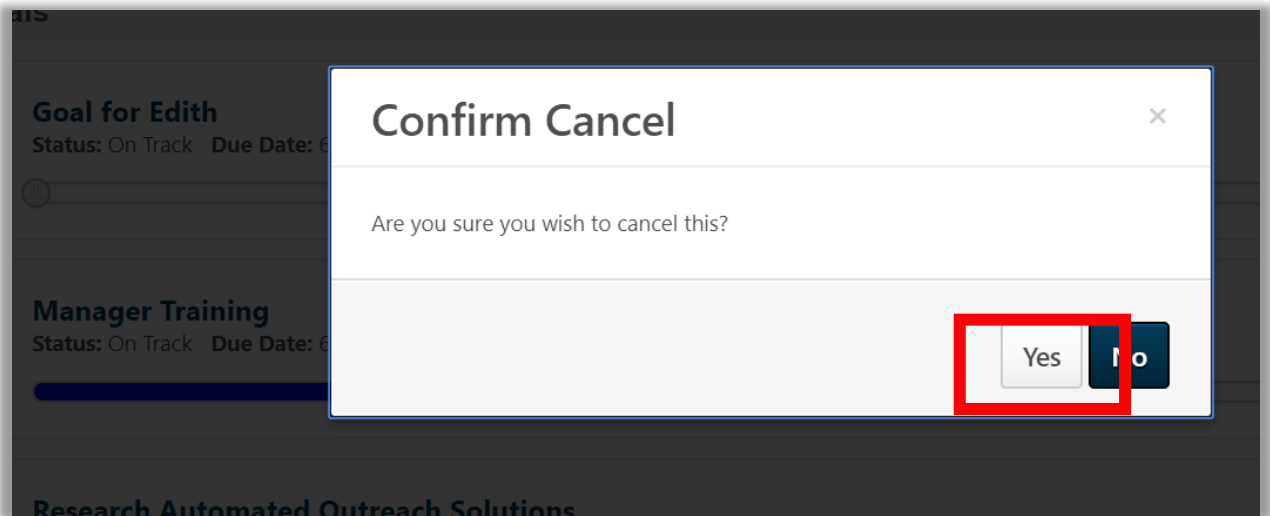 Goal for Edith
Status: On Track Due Date: 6
Confirm Cancel
×
Are you sure you wish to cancel this?
Manager Training
Status: On Track Due Date: 6
Yes No
Research Automated Outreach Solutions